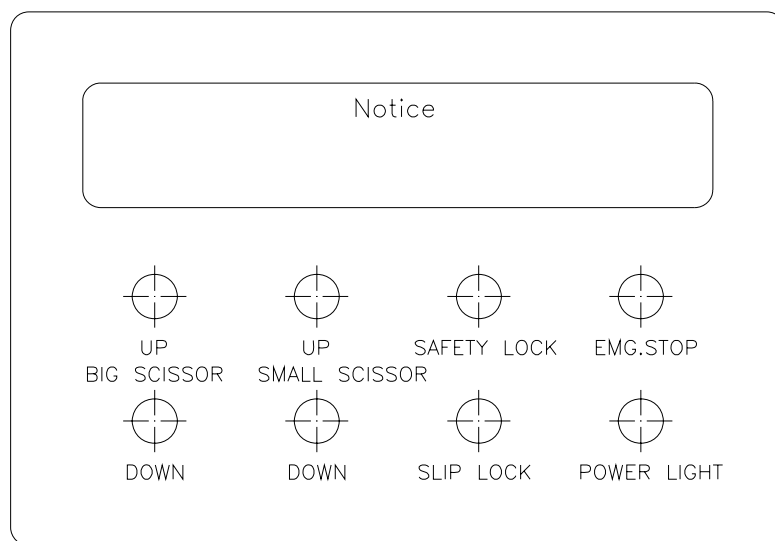 Notice
UP UP SAFETY LOCK EMG.STOP
BIG SCISSOR SMALL SCISSOR
DOWN DOWN SLIP LOCK POWER LIGHT